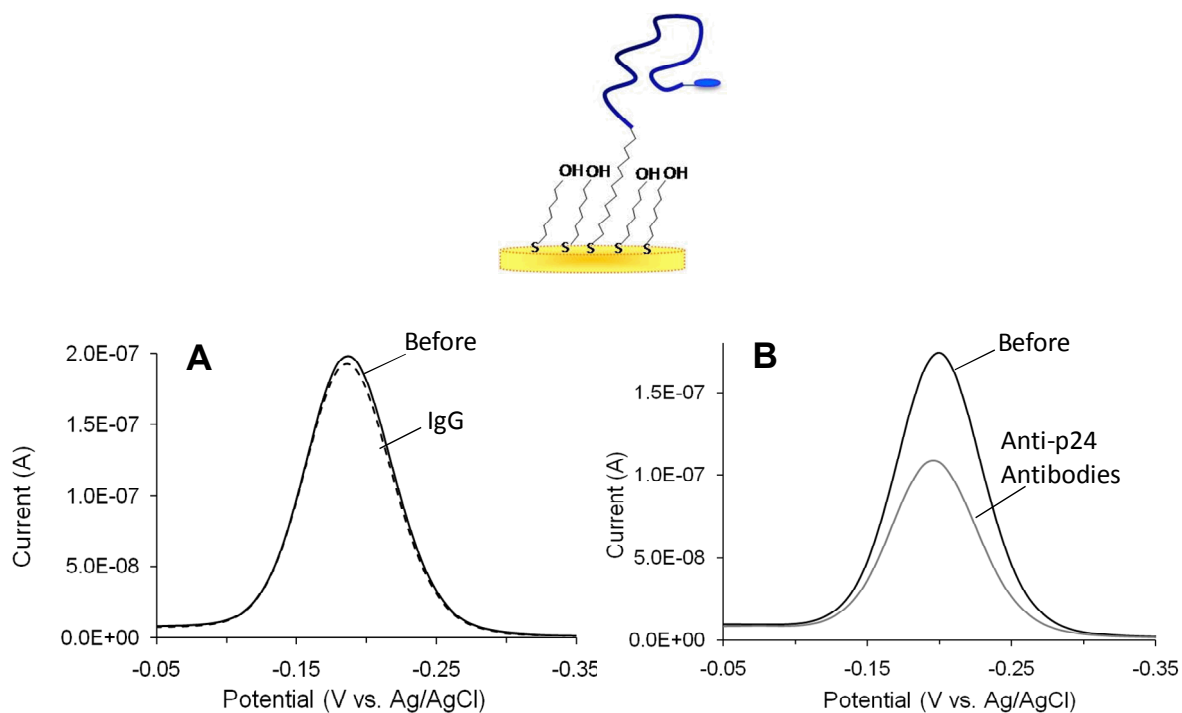 OH OH OH OH
S S S S S
A
Before
IgG
2.0E-07
1.5E-07
1.0E-07
5.0E-08
0.0E+00
Current (A)
-0.05 -0.15 -0.25 -0.35
Potential (V vs. Ag/AgCl)
B
Before
Anti-p24
Antibodies
1.5E-07
1.0E-07
5.0E-08
0.0E+00
Current (A)
-0.05 -0.15 -0.25 -0.35
Potential (V vs. Ag/AgCl)